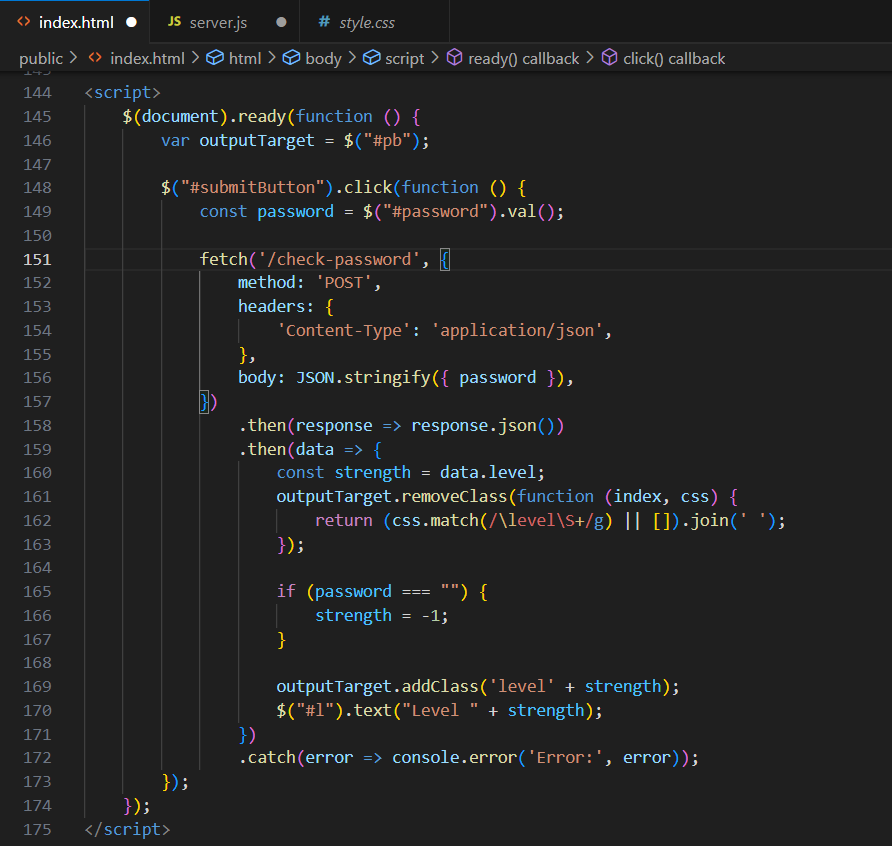 <> index.html ● JS server.js ● # style.css
public > <> index.html > html > body > script > ready() callback > click() callback
143
144 <script>
145 $(document).ready(function () {
146 var outputTarget = $("#pb");
147
148 $("#submitButton").click(function () {
149 const password = $("#password").val();
150
151 fetch('/check-password', {
152 method: 'POST',
153 headers: {
154 'Content-Type': 'application/json',
155 },
156 body: JSON.stringify({ password }),
157 })
158 .then(response => response.json())
159 .then(data => {
160 const strength = data.level;
161 outputTarget.removeClass(function (index, css) {
162 return (css.match(/\level\S+/g) || []).join(' ');
163 });
164
165 if (password === "") {
166 strength = -1;
167 }
168
169 outputTarget.addClass('level' + strength);
170 $("#l").text("Level " + strength);
171 })
172 .catch(error => console.error('Error:', error));
173 });
174 });
175 </script>